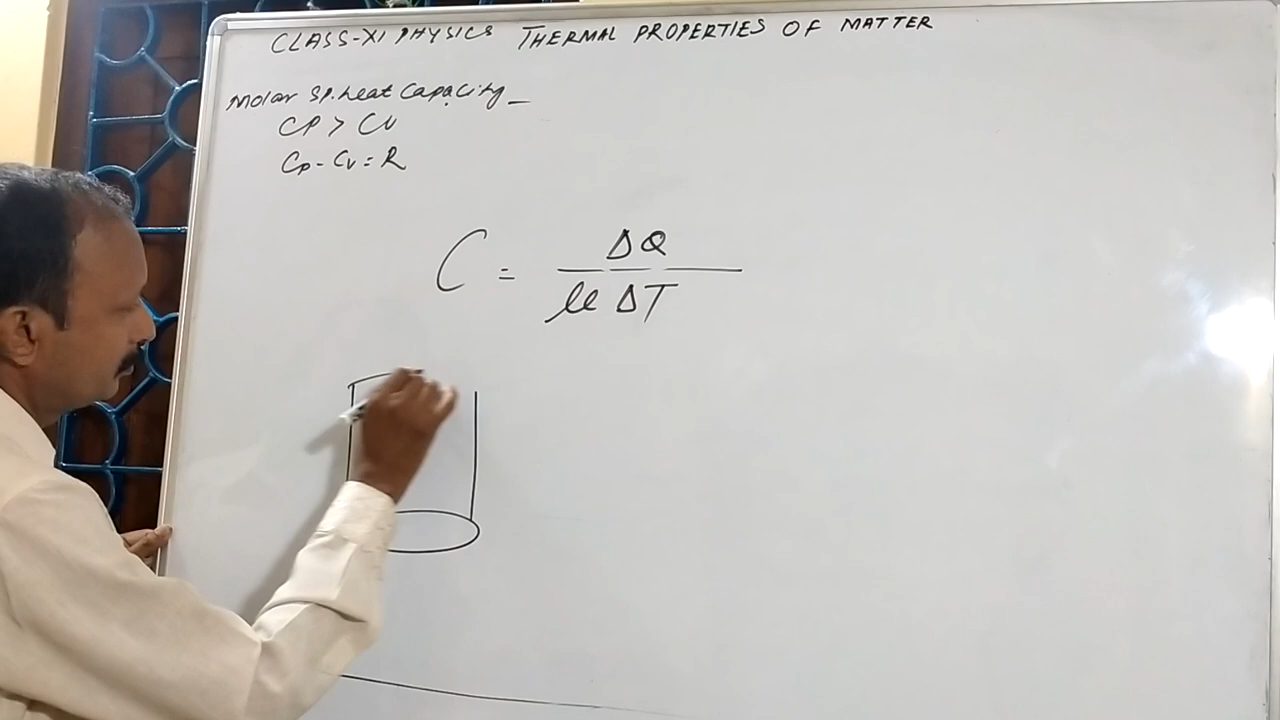 CLASS-XI PHYSICS THERMAL PROPERTIES OF MATTER
Molar SP. heat Capacity _
CP > CV
Cp - Cv = R
C = ΔQ / μ ΔT